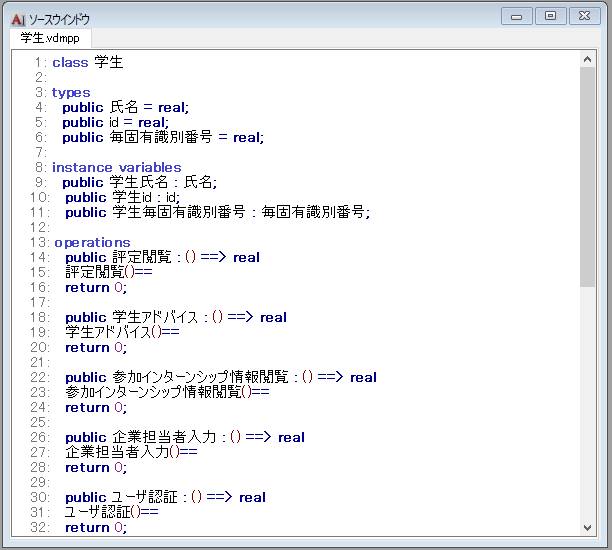 ソースウインドウ
学生.vdmpp
1: class 学生
2:
3: types
4: public 氏名 = real;
5: public id = real;
6: public 毎固有識別番号 = real;
7:
8: instance variables
9: public 学生氏名 : 氏名;
10: public 学生id : id;
11: public 学生毎固有識別番号 : 毎固有識別番号;
12:
13: operations
14: public 評定閲覧 : () ==> real
15: 評定閲覧()==
16: return 0;
17:
18: public 学生アドバイス : () ==> real
19: 学生アドバイス()==
20: return 0;
21:
22: public 参加インターンシップ情報閲覧 : () ==> real
23: 参加インターンシップ情報閲覧()==
24: return 0;
25:
26: public 企業担当者入力 : () ==> real
27: 企業担当者入力()==
28: return 0;
29:
30: public ユーザ認証 : () ==> real
31: ユーザ認証()==
32: return 0;